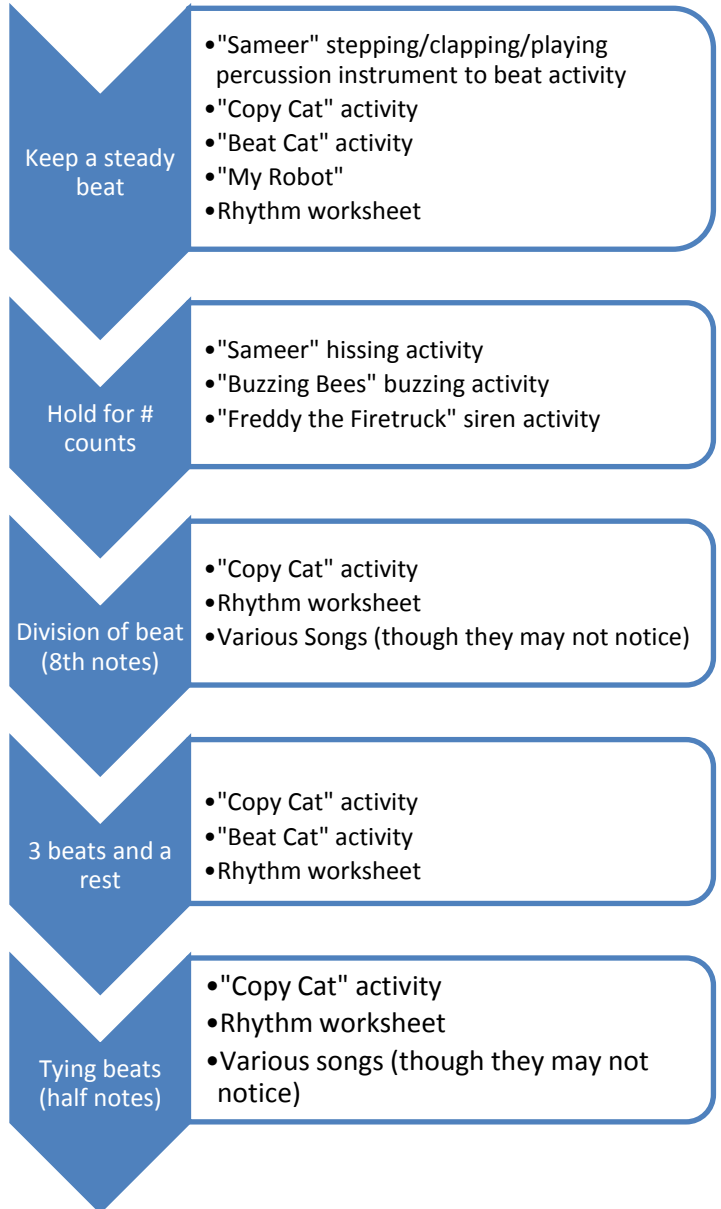 Keep a steady
beat
•"Sameer" stepping/clapping/playing
percussion instrument to beat activity
•"Copy Cat" activity
•"Beat Cat" activity
•"My Robot"
•Rhythm worksheet
Hold for #
counts
•"Sameer" hissing activity
•"Buzzing Bees" buzzing activity
•"Freddy the Firetruck" siren activity
Division of beat
(8th notes)
•"Copy Cat" activity
•Rhythm worksheet
•Various Songs (though they may not notice)
3 beats and a
rest
•"Copy Cat" activity
•"Beat Cat" activity
•Rhythm worksheet
Tying beats
(half notes)
•"Copy Cat" activity
•Rhythm worksheet
•Various songs (though they may not
notice)